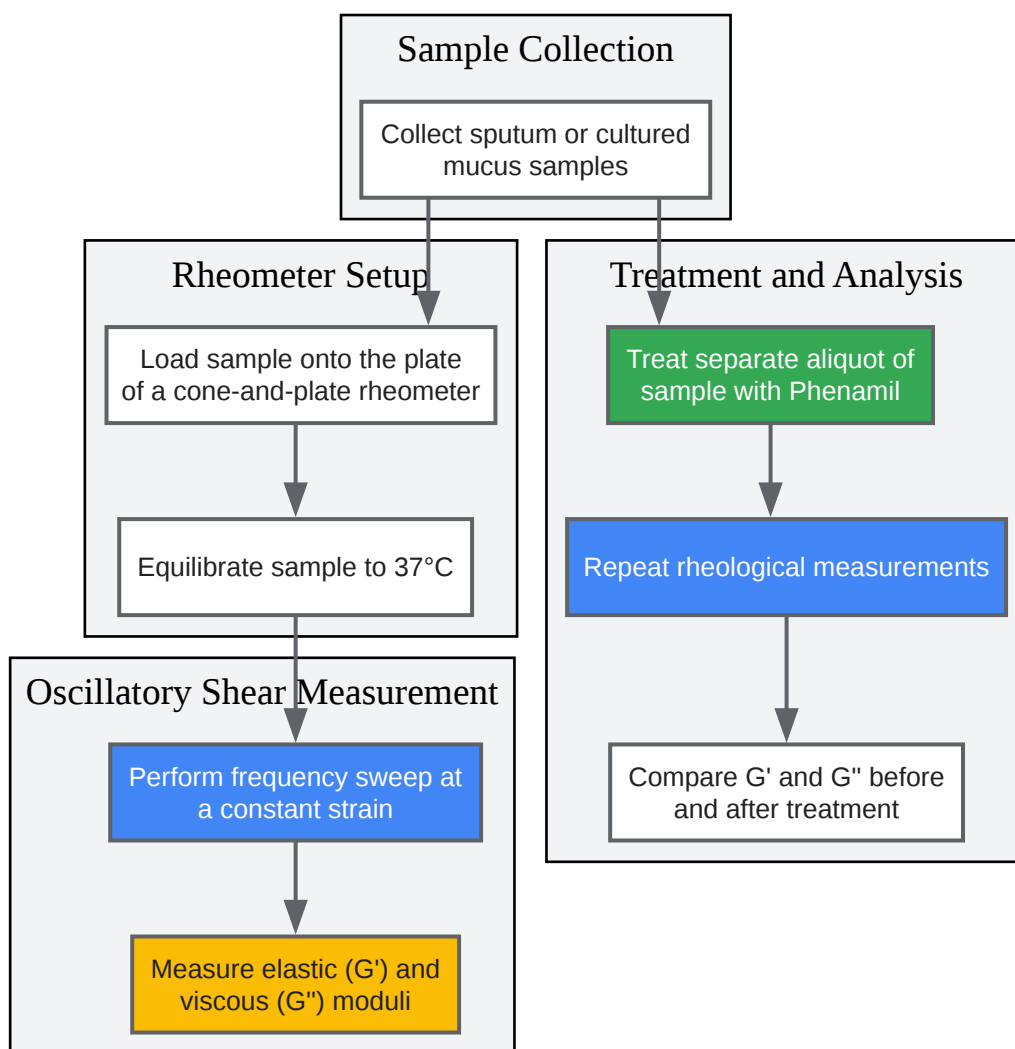 Sample Collection
Collect sputum or cultured
mucus samples
Rheometer Setup
Load sample onto the plate
of a cone-and-plate rheometer
Equilibrate sample to 37°C
Oscillatory Shear Measurement
Perform frequency sweep at
a constant strain
Measure elastic (G') and
viscous (G'') moduli
Treatment and Analysis
Treat separate aliquot of
sample with Phenamil
Repeat rheological measurements
Compare G' and G'' before
and after treatment